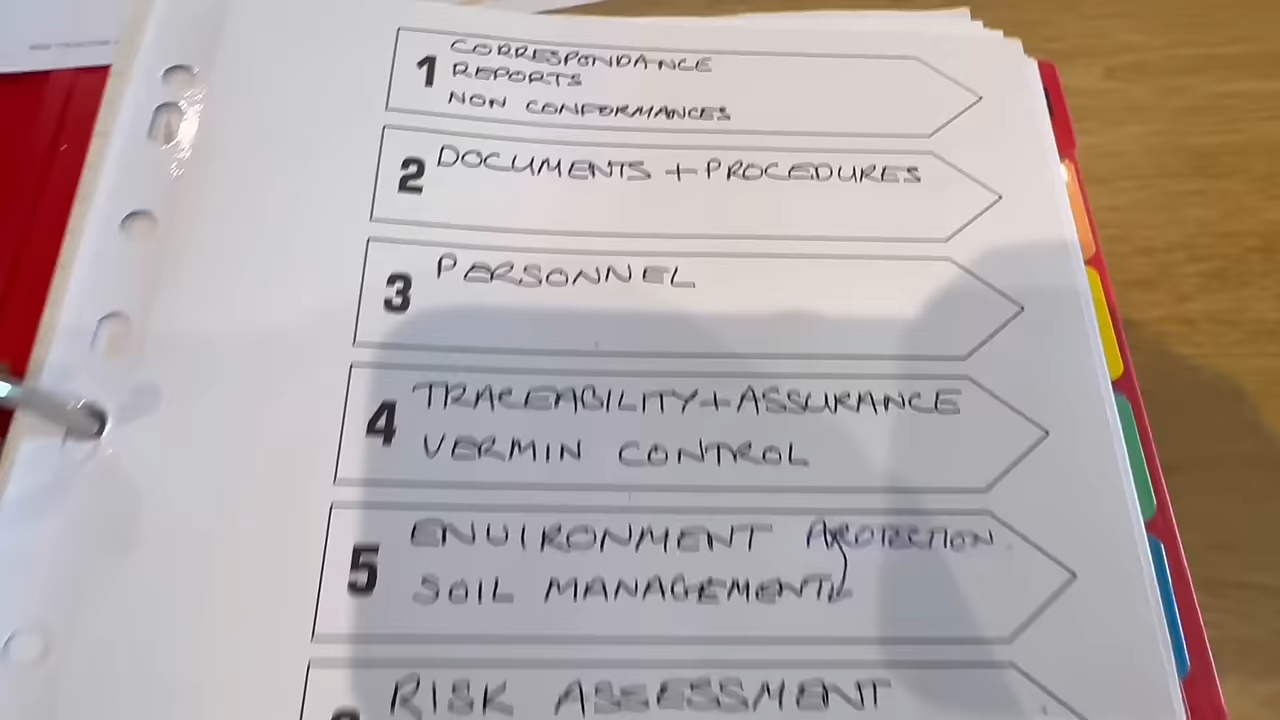 1 CORRESPONDANCE
REPORTS
NON CONFORMANCES
2 DOCUMENTS + PROCEDURES
3 PERSONNEL
4 TRACEABILITY + ASSURANCE
VERMIN CONTROL
5 ENVIRONMENT PROTECTION
SOIL MANAGEMENT
RISK ASSESSMENT